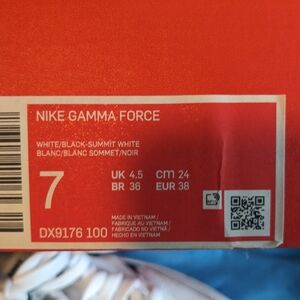 NIKE GAMMA FORCE
WHITE/BLACK-SUMMIT WHITE
BLANC/BLANC SOMMET/NOIR
7
UK 4.5 cm 24
BR 36 EUR 38
MADE IN VIETNAM /
FABRIQUE AU VIETNAM /
FABRICADO NO VIETNÃ /
HECHO EN VIETNAM
DX9176 100